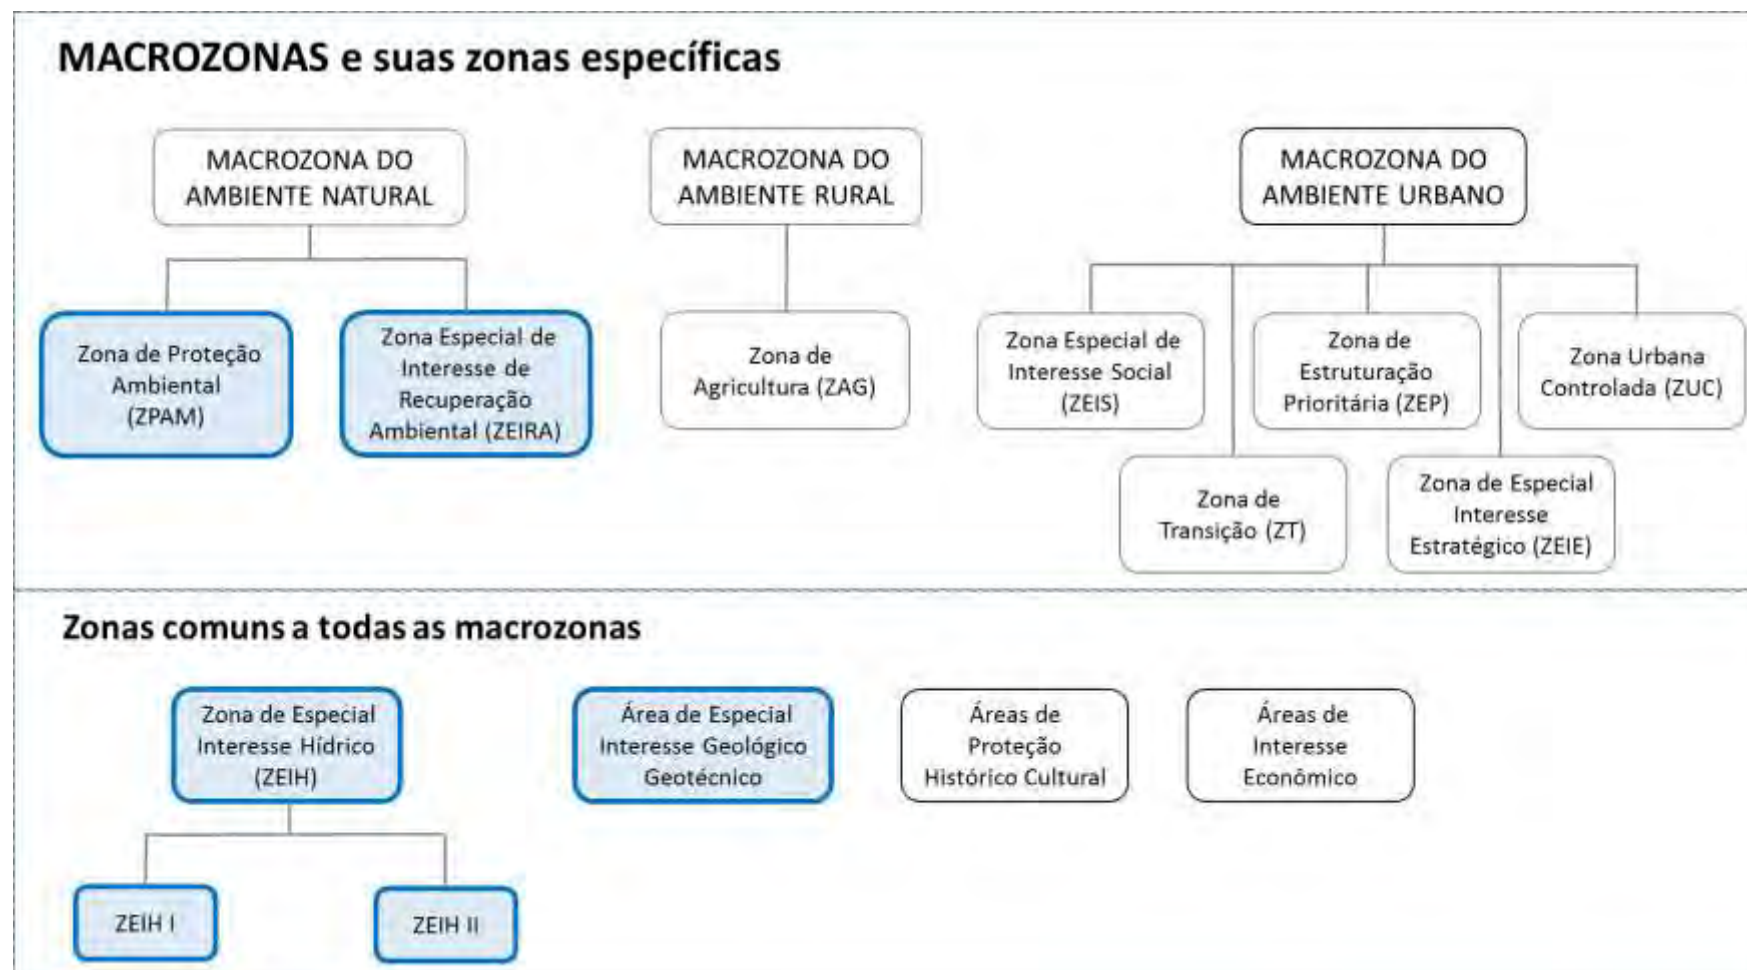 MACROZONAS e suas zonas específicas
MACROZONA DO
AMBIENTE NATURAL
MACROZONA DO
AMBIENTE RURAL
MACROZONA DO
AMBIENTE URBANO
Zona de Proteção
Ambiental
(ZPAM)
Zona Especial de
Interesse de
Recuperação
Ambiental (ZEIRA)
Zona de
Agricultura (ZAG)
Zona Especial de
Interesse Social
(ZEIS)
Zona de
Estruturação
Prioritária (ZEP)
Zona Urbana
Controlada (ZUC)
Zona de
Transição (ZT)
Zona de Especial
Interesse
Estratégico (ZEIE)
Zonas comuns a todas as macrozonas
Zona de Especial
Interesse Hídrico
(ZEIH)
Área de Especial
Interesse Geológico
Geotécnico
Áreas de
Proteção
Histórico Cultural
Áreas de
Interesse
Econômico
ZEIH I
ZEIH II